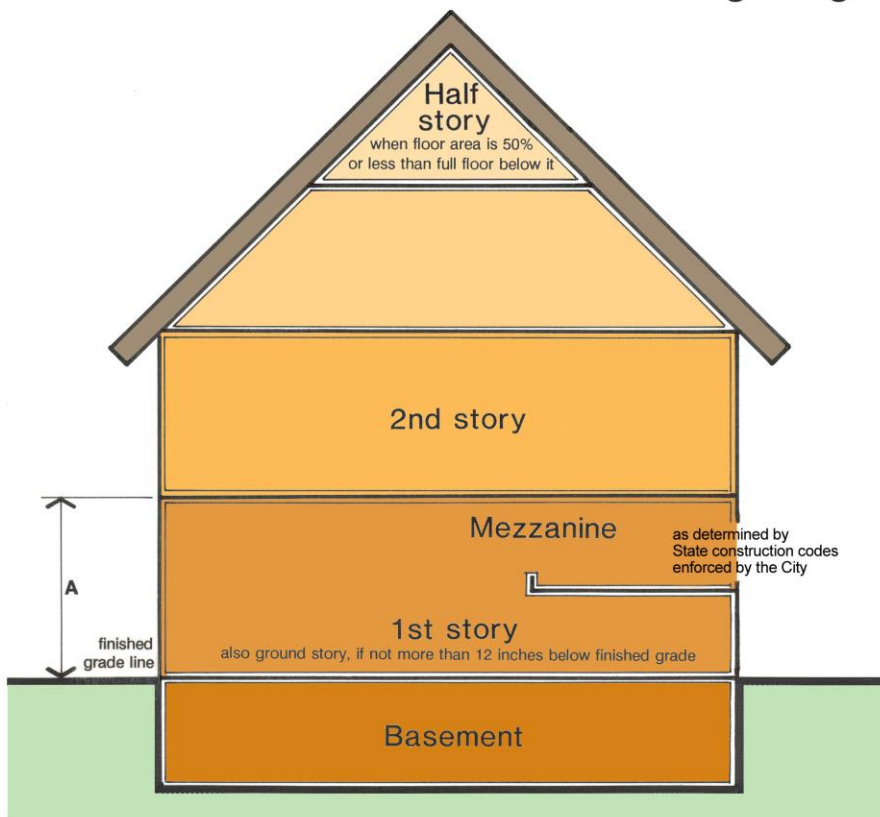 Half
story
when floor area is 50%
or less than full floor below it
2nd story
Mezzanine
as determined by
State construction codes
enforced by the City
A
1st story
also ground story, if not more than 12 inches below finished grade
finished
grade line
Basement